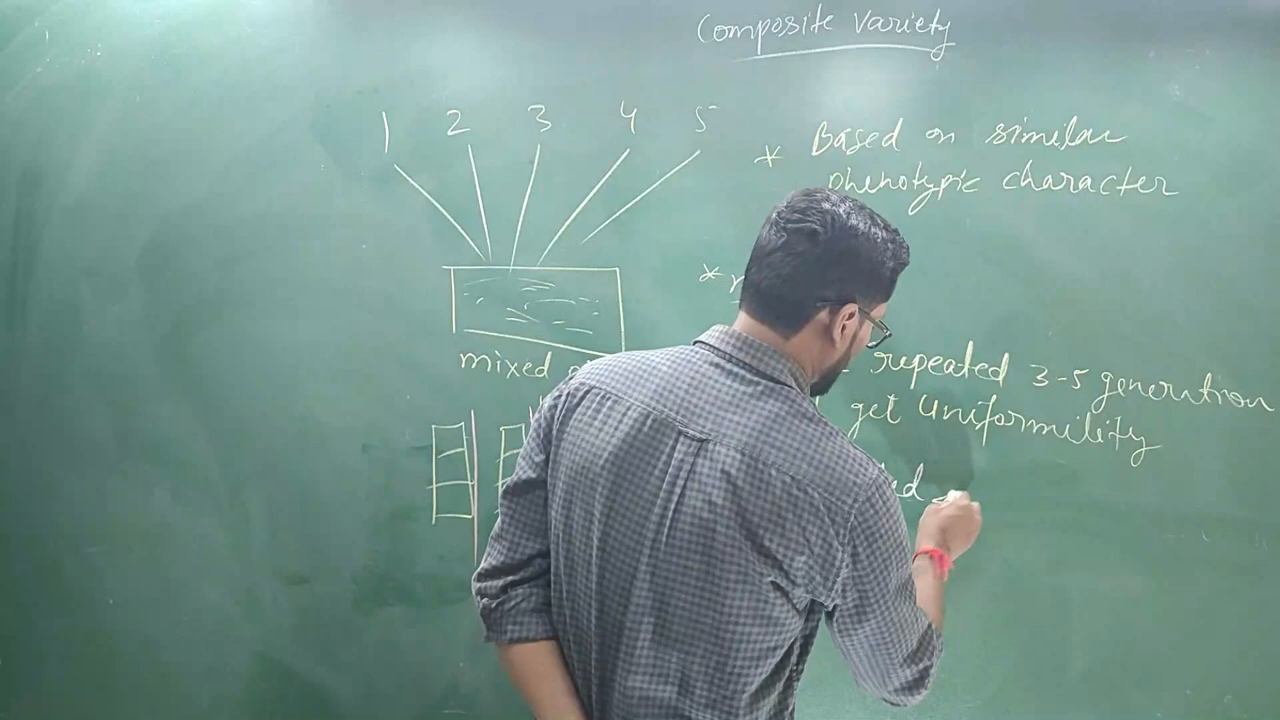 Composite Variety
1 2 3 4 5
* Based on similar
phenotypic character
*
mixed
- repeated 3-5 generation
get Uniformility